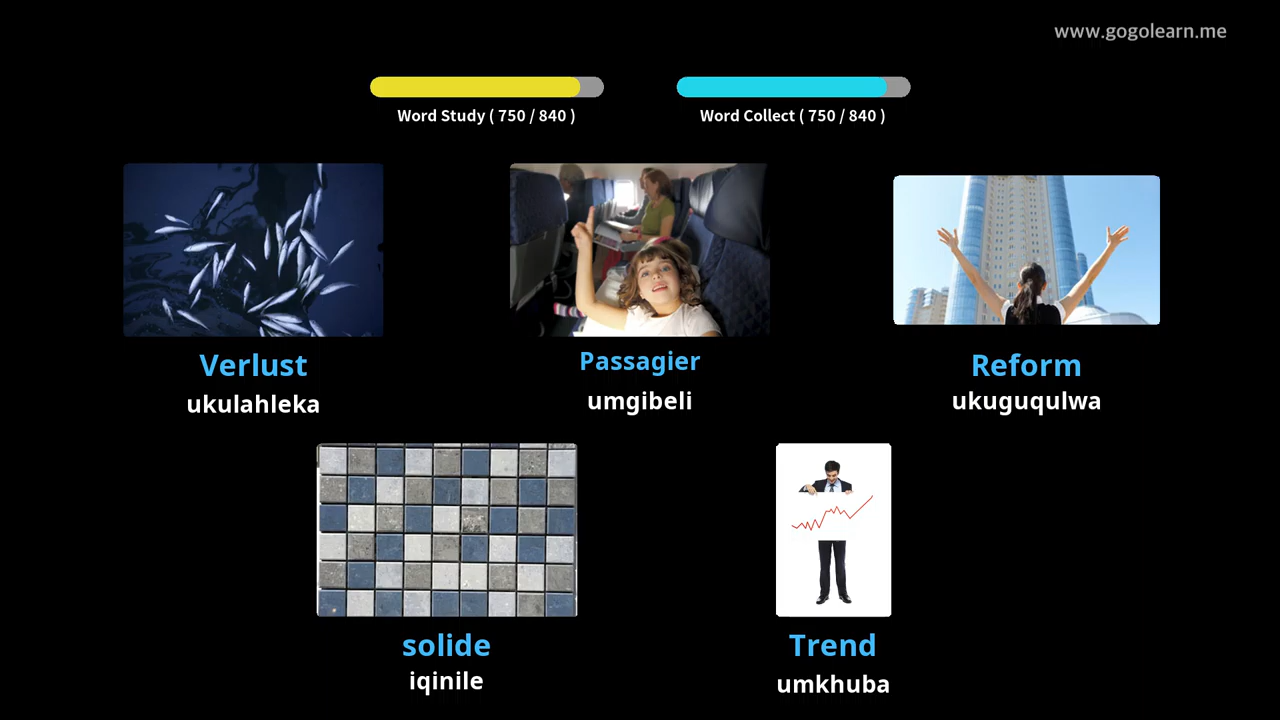 www.gogolearn.me
Word Study ( 750 / 840 )
Word Collect ( 750 / 840 )
Verlust
ukulahleka
Passagier
umgibeli
Reform
ukuguqulwa
solide
iqinile
Trend
umkhuba